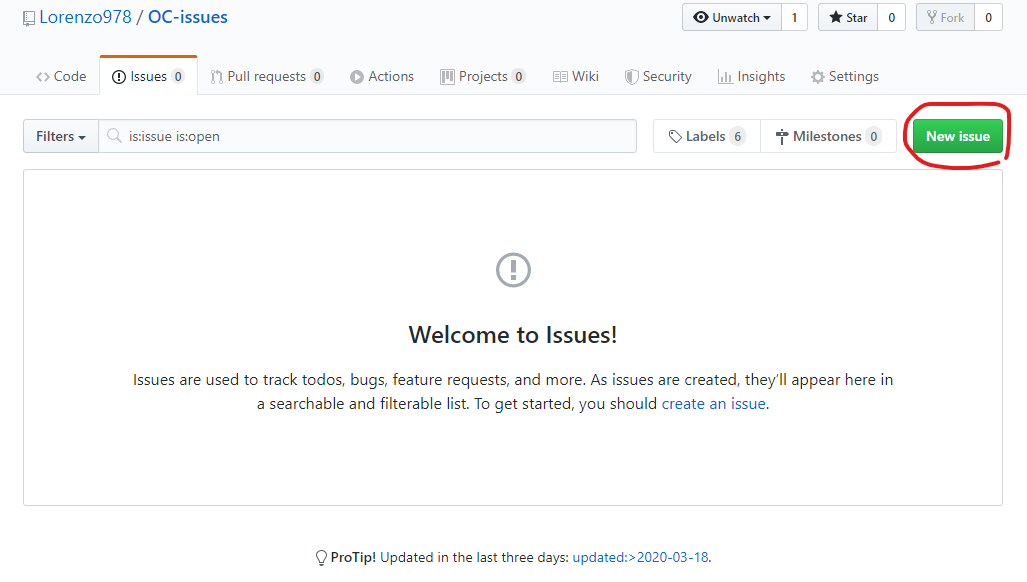 Lorenzo978 / OC-issues
Unwatch 1 Star 0 Fork 0
Code Issues 0 Pull requests 0 Actions Projects 0 Wiki Security Insights Settings
Filters is:issue is:open Labels 6 Milestones 0 New issue
Welcome to Issues!
Issues are used to track todos, bugs, feature requests, and more. As issues are created, they’ll appear here in
a searchable and filterable list. To get started, you should create an issue.
ProTip! Updated in the last three days: updated:>2020-03-18.